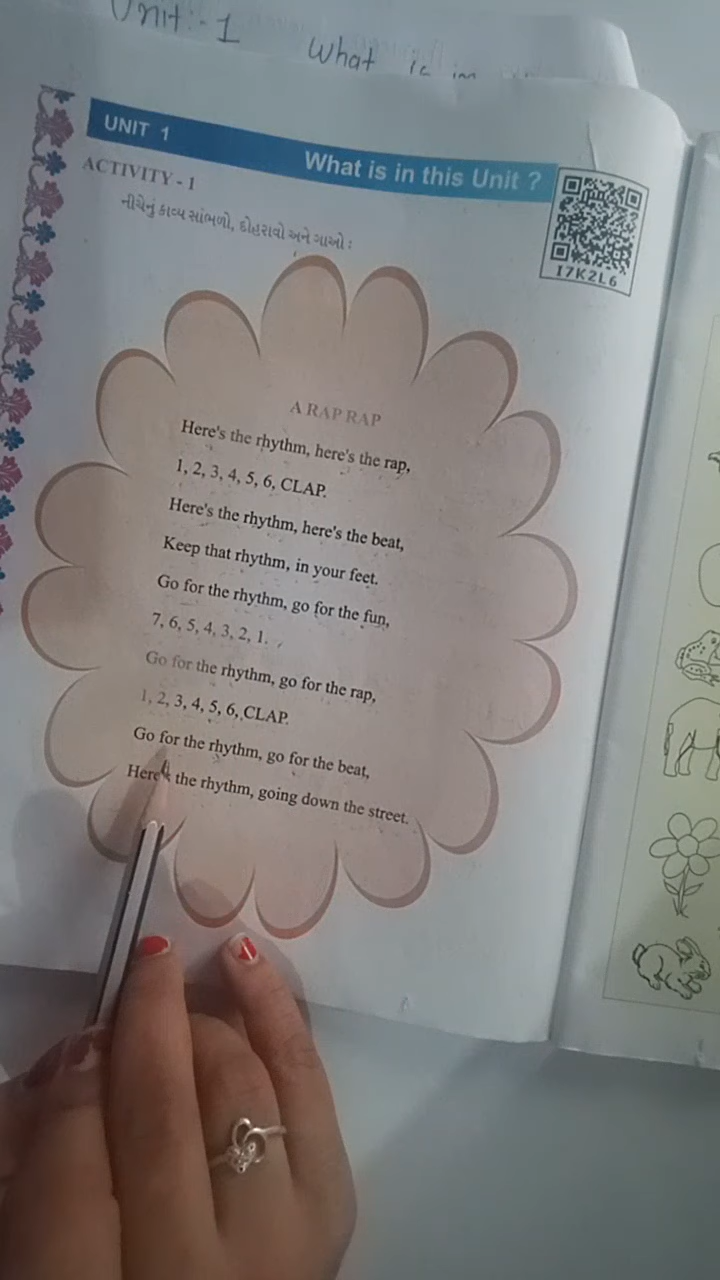 Unit:-1 What is
UNIT 1 What is in this Unit ?
ACTIVITY - 1
નીચેનું કાવ્ય સાંભળો, દોહરાવો અને ગાઓ :
I7K2L6
A RAP RAP
Here's the rhythm, here's the rap,
1, 2, 3, 4, 5, 6, CLAP.
Here's the rhythm, here's the beat,
Keep that rhythm, in your feet.
Go for the rhythm, go for the fun,
7, 6, 5, 4, 3, 2, 1.
Go for the rhythm, go for the rap,
1, 2, 3, 4, 5, 6, CLAP.
Go for the rhythm, go for the beat,
Here's the rhythm, going down the street.